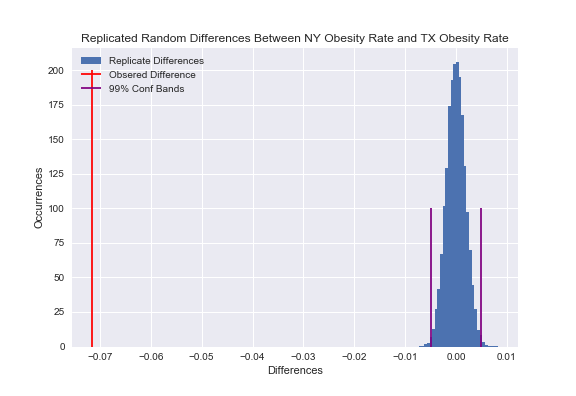 Replicated Random Differences Between NY Obesity Rate and TX Obesity Rate
Replicate Differences
Obsered Difference
99% Conf Bands
200
175
150
125
100
75
50
25
0
Occurrences
−0.07 −0.06 −0.05 −0.04 −0.03 −0.02 −0.01 0.00 0.01
Differences